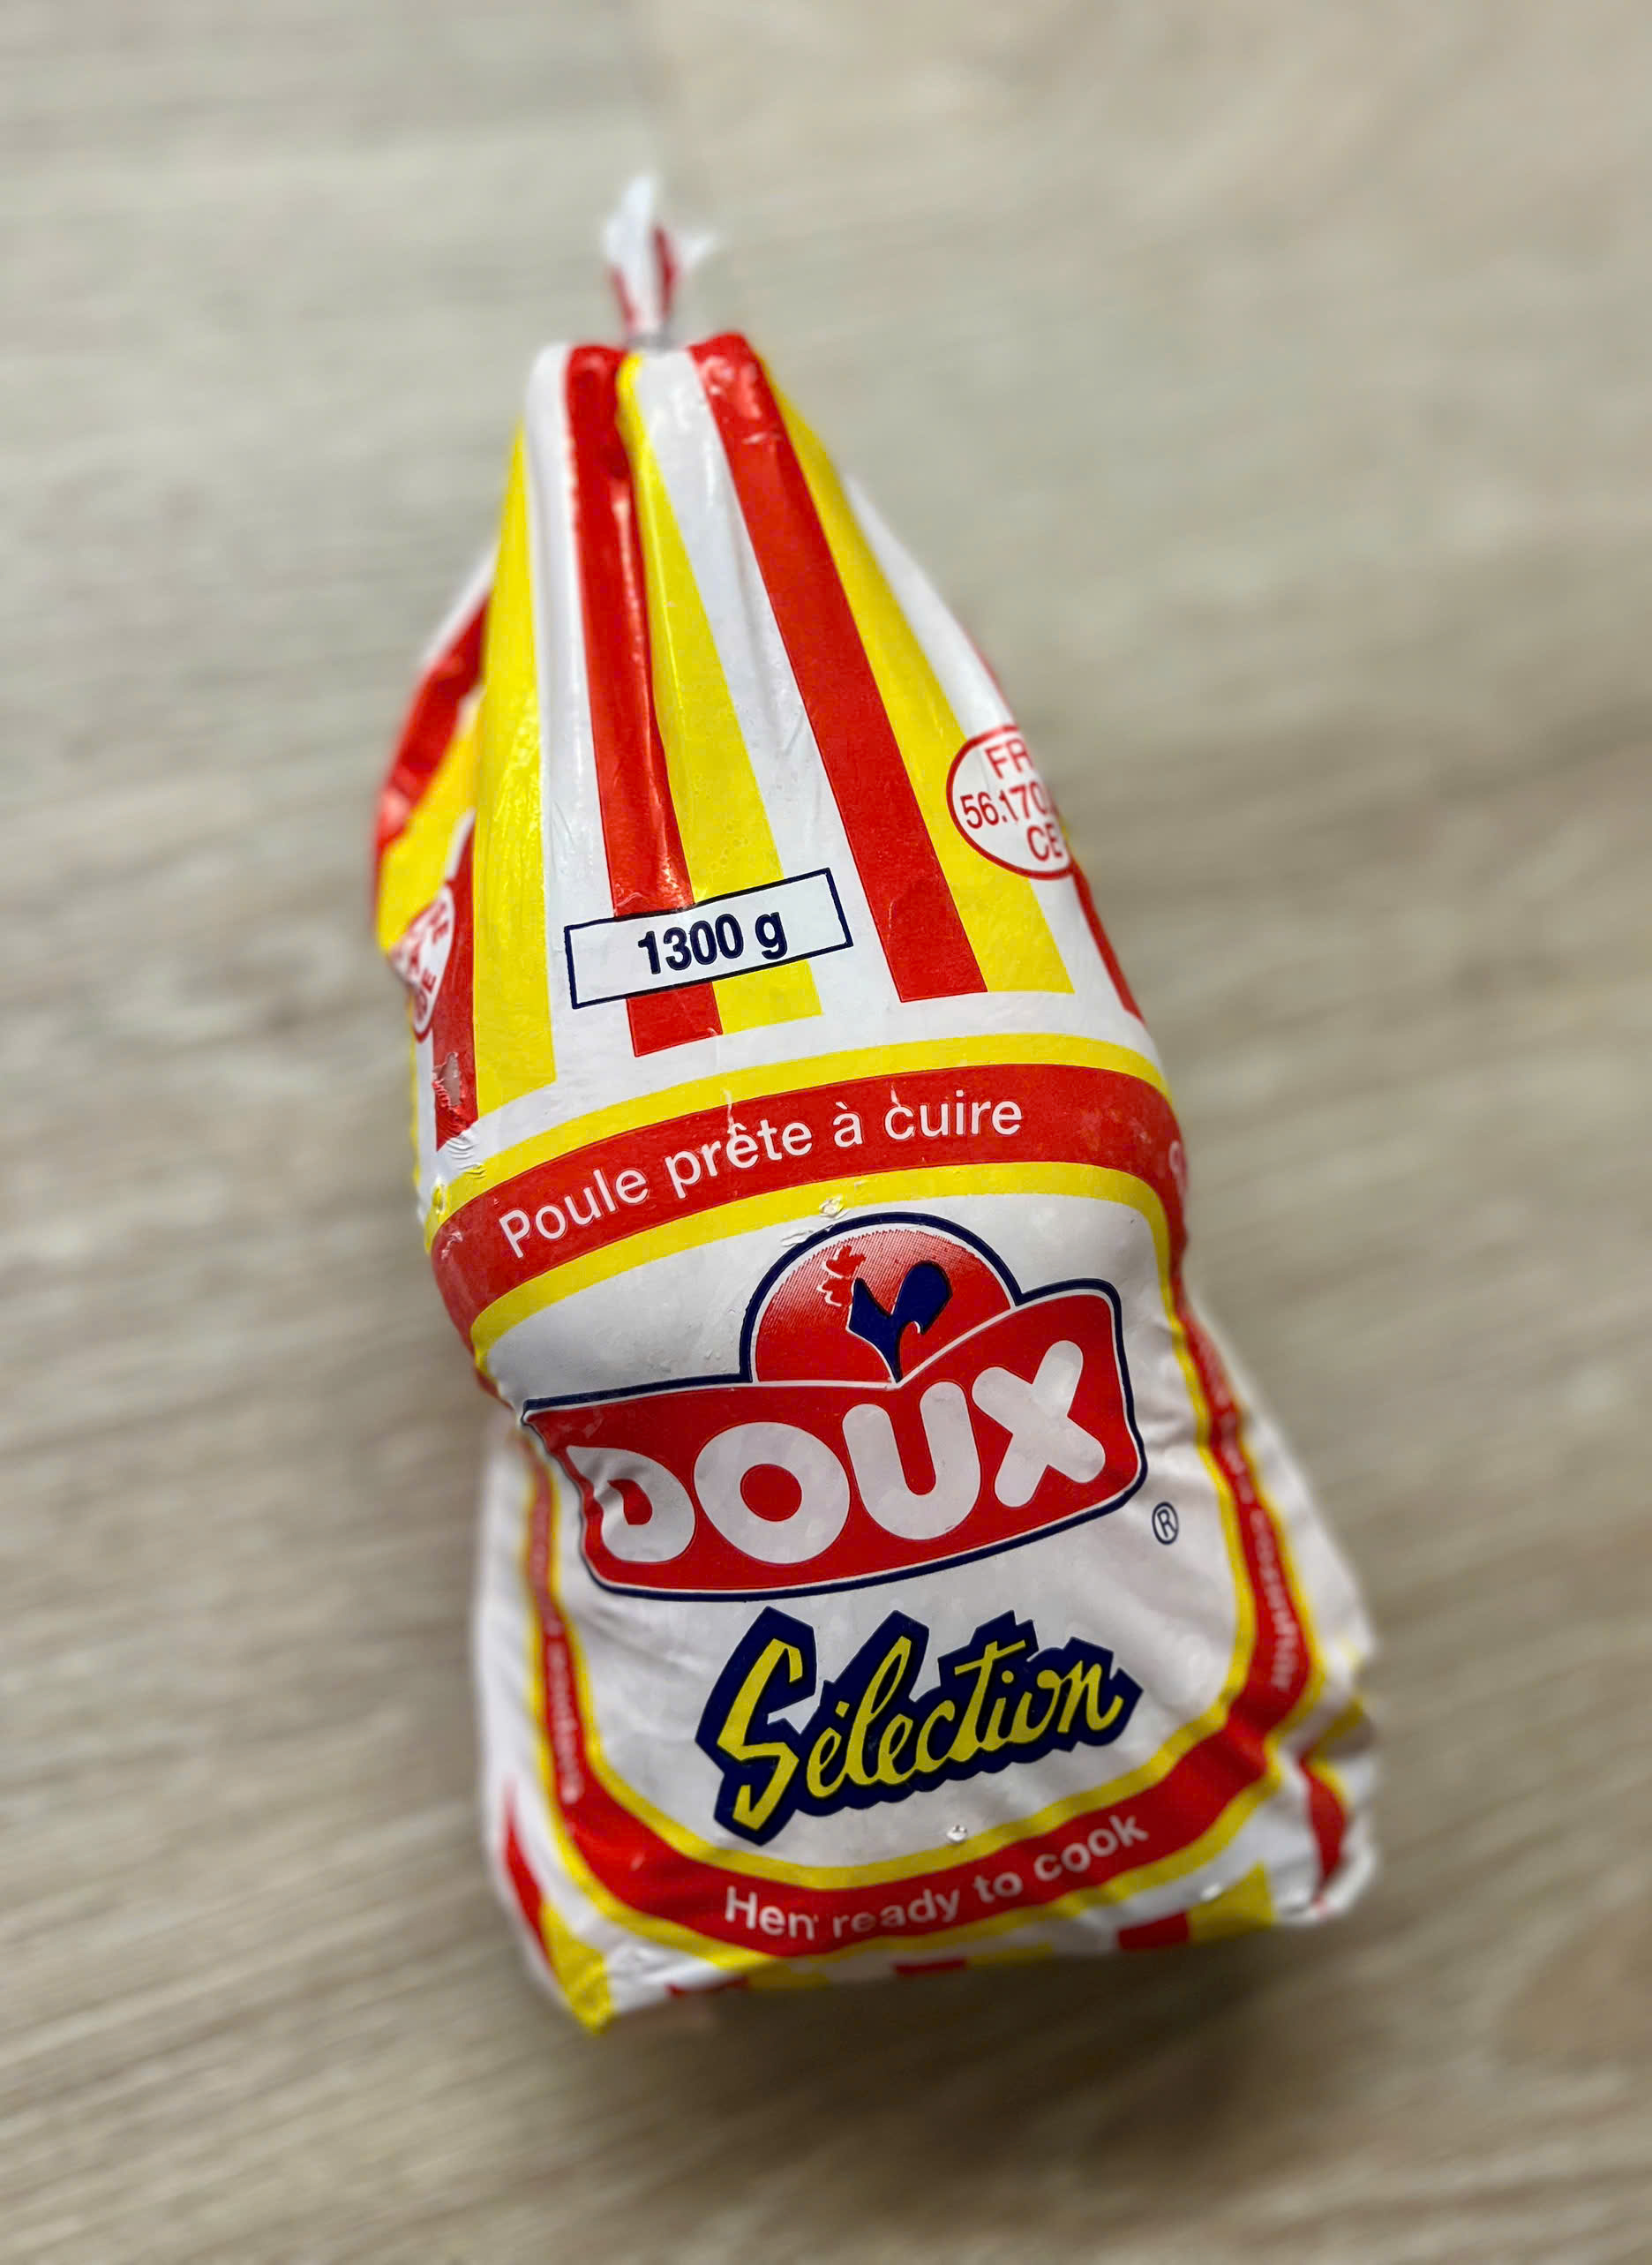 FR
56.170
CE
1300 g
Poule prête à cuire
DOUX
®
Sélection
Hen ready to cook